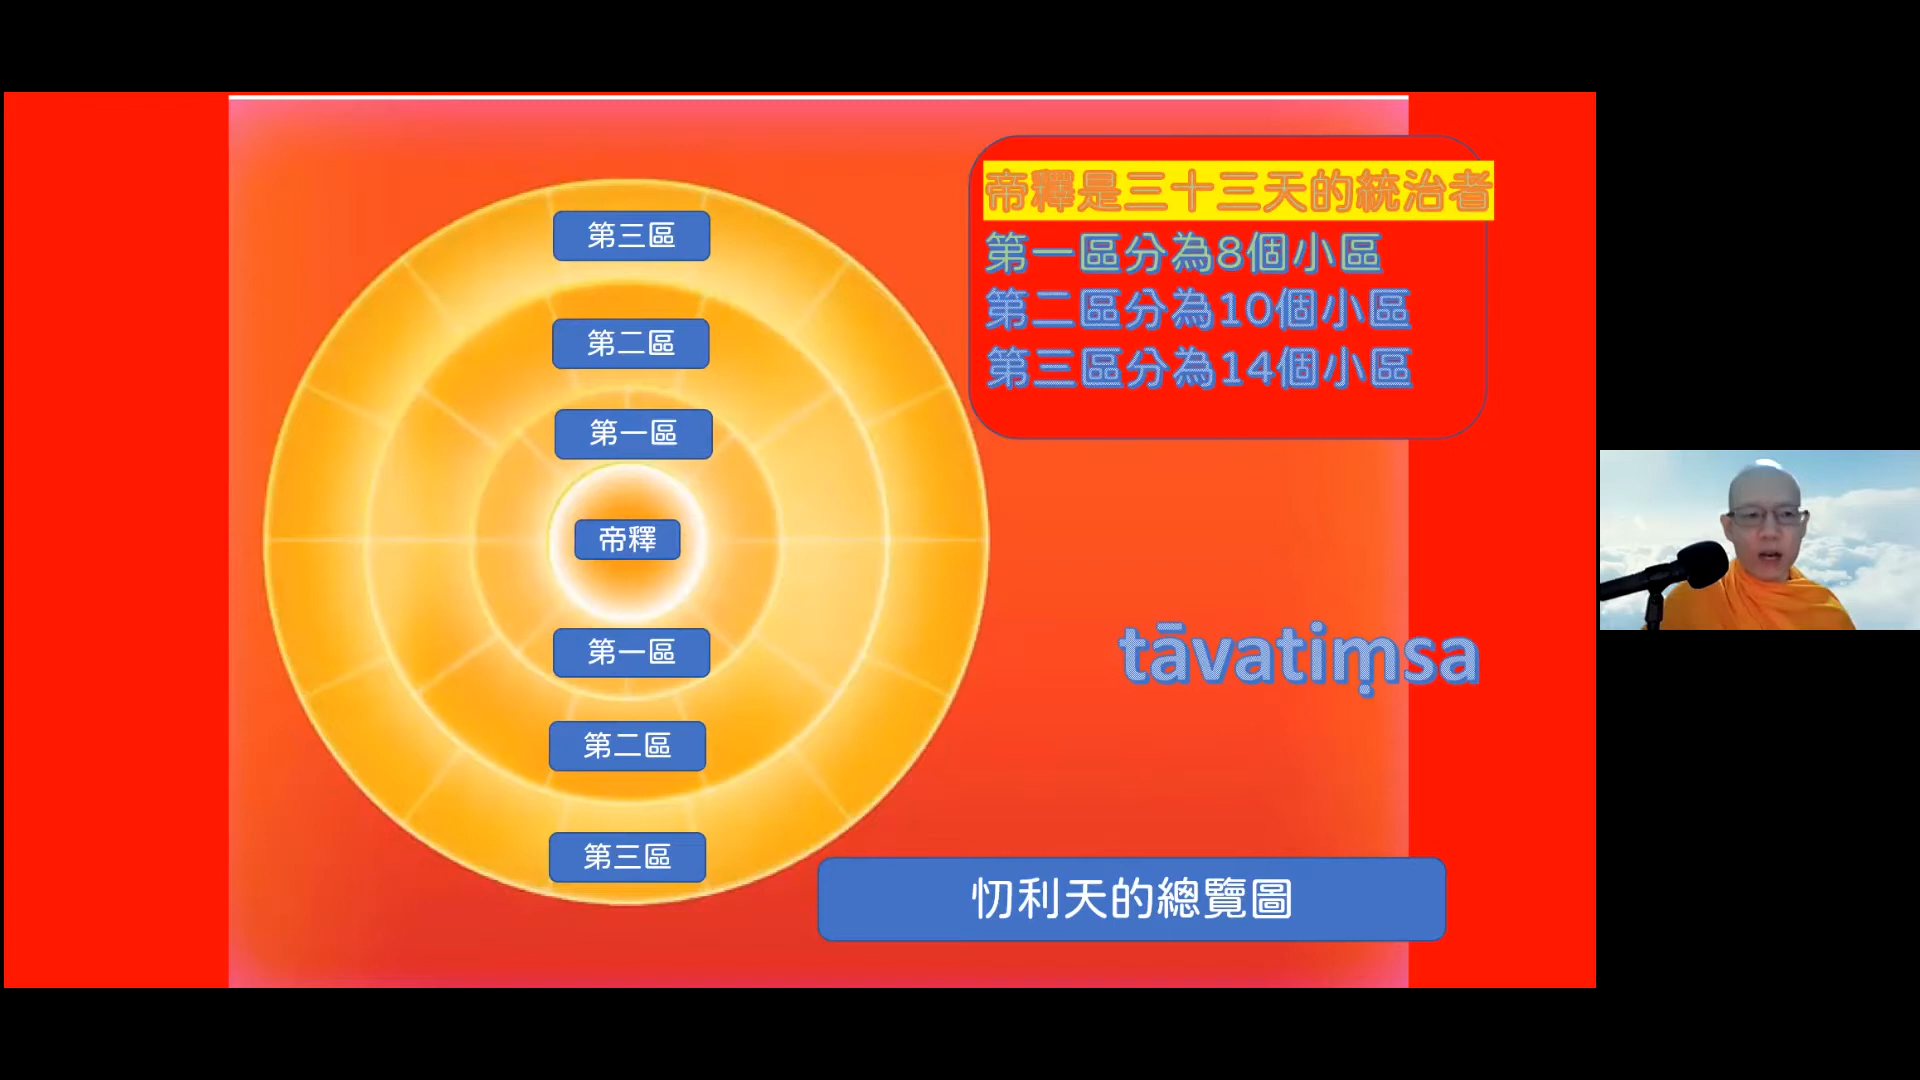 第三區
第二區
第一區
帝釋
第一區
第二區
第三區
帝釋是三十三天的統治者
第一區分為8個小區
第二區分為10個小區
第三區分為14個小區
tāvatiṃsa
忉利天的總覽圖